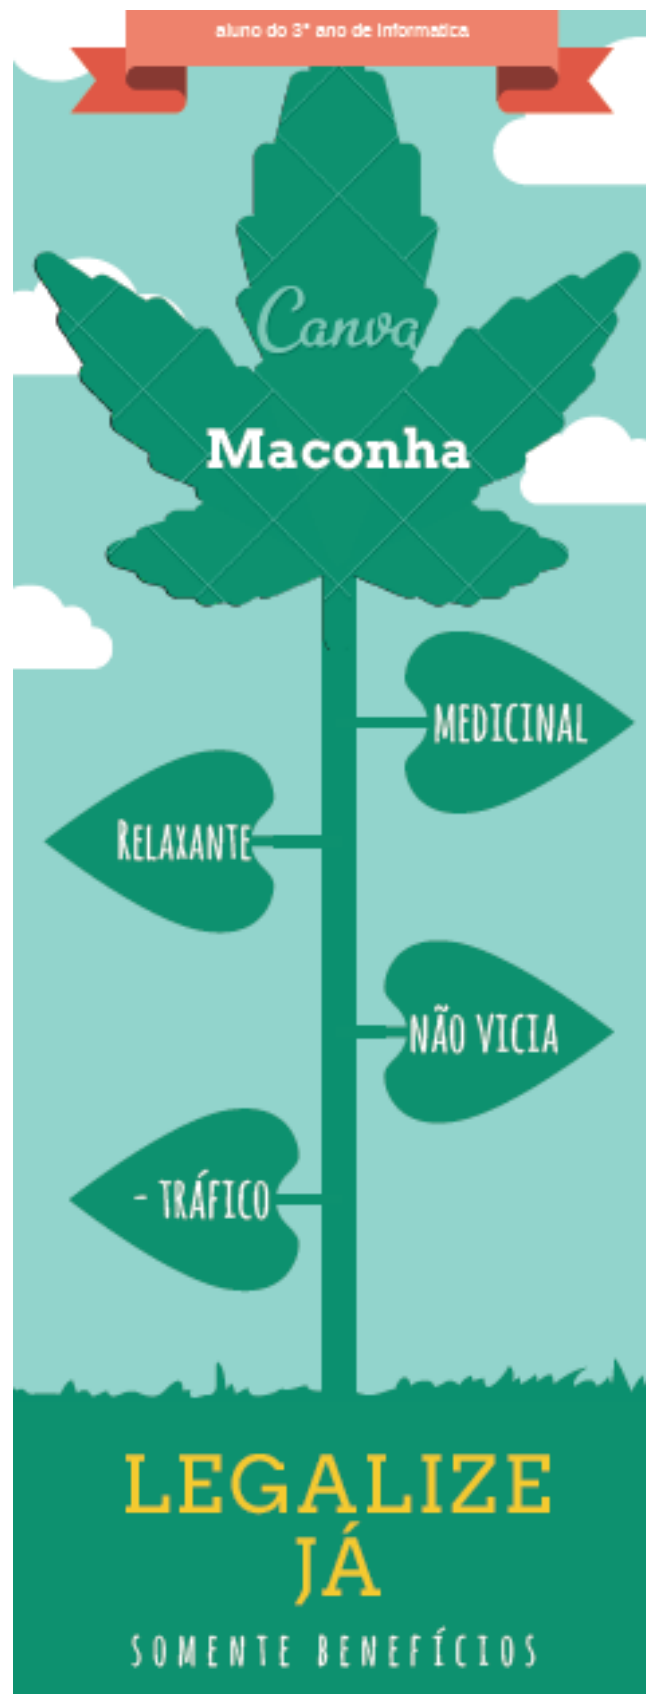 aluno do 3° ano de informatica
Canva
Maconha
MEDICINAL
RELAXANTE
NÃO VICIA
- TRÁFICO
LEGALIZE
JÁ
SOMENTE BENEFÍCIOS